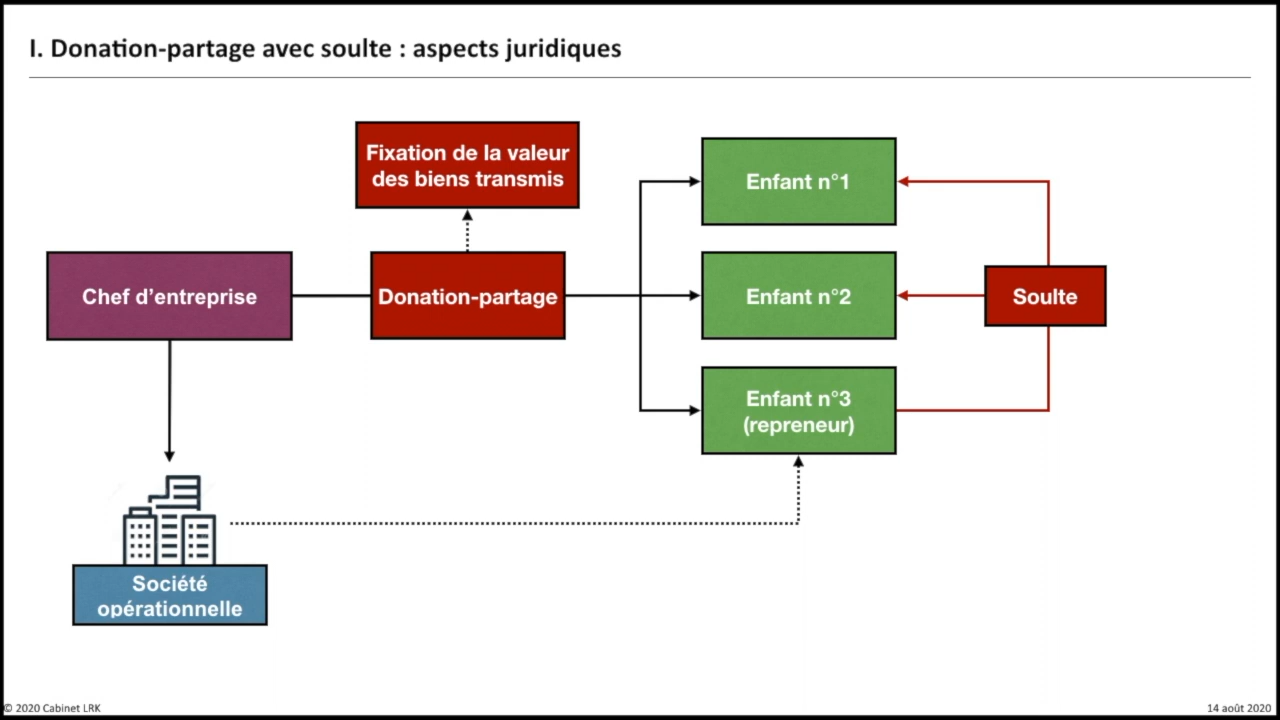 I. Donation-partage avec soulte : aspects juridiques
Fixation de la valeur
des biens transmis
Enfant n°1
Chef d’entreprise
Donation-partage
Enfant n°2
Soulte
Enfant n°3
(repreneur)
Société
opérationnelle
© 2020 Cabinet LRK
14 août 2020